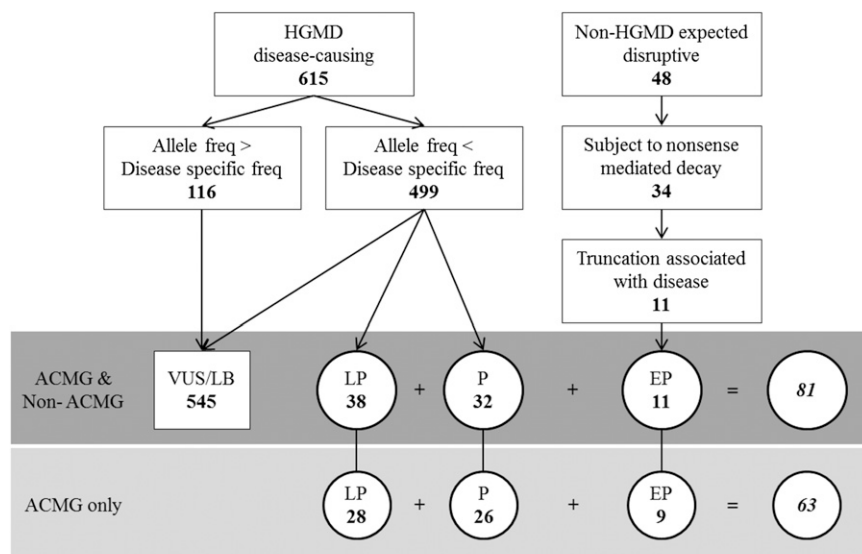 HGMD
disease-causing
615
Non-HGMD expected
disruptive
48
Allele freq >
Disease specific freq
116
Allele freq <
Disease specific freq
499
Subject to nonsense
mediated decay
34
Truncation associated
with disease
11
ACMG &
Non- ACMG
VUS/LB
545
LP
38
+
P
32
+
EP
11
=
81
ACMG only
LP
28
+
P
26
+
EP
9
=
63